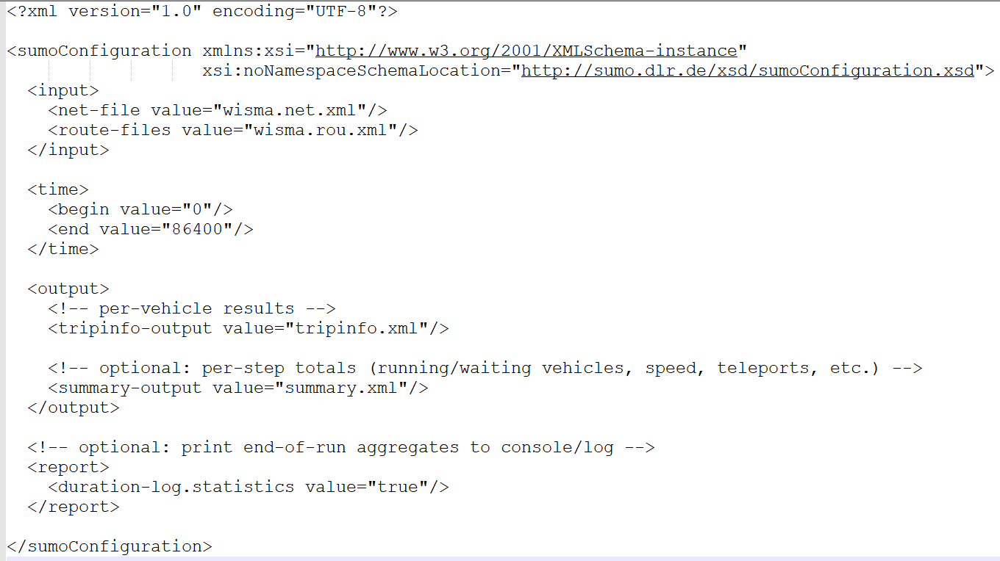 <?xml version="1.0" encoding="UTF-8"?>
<sumoConfiguration xmlns:xsi="http://www.w3.org/2001/XMLSchema-instance"
                   xsi:noNamespaceSchemaLocation="http://sumo.dlr.de/xsd/sumoConfiguration.xsd">
  <input>
    <net-file value="wisma.net.xml"/>
    <route-files value="wisma.rou.xml"/>
  </input>
  <time>
    <begin value="0"/>
    <end value="86400"/>
  </time>
  <output>
    <!-- per-vehicle results -->
    <tripinfo-output value="tripinfo.xml"/>
    <!-- optional: per-step totals (running/waiting vehicles, speed, teleports, etc.) -->
    <summary-output value="summary.xml"/>
  </output>
  <!-- optional: print end-of-run aggregates to console/log -->
  <report>
    <duration-log.statistics value="true"/>
  </report>
</sumoConfiguration>